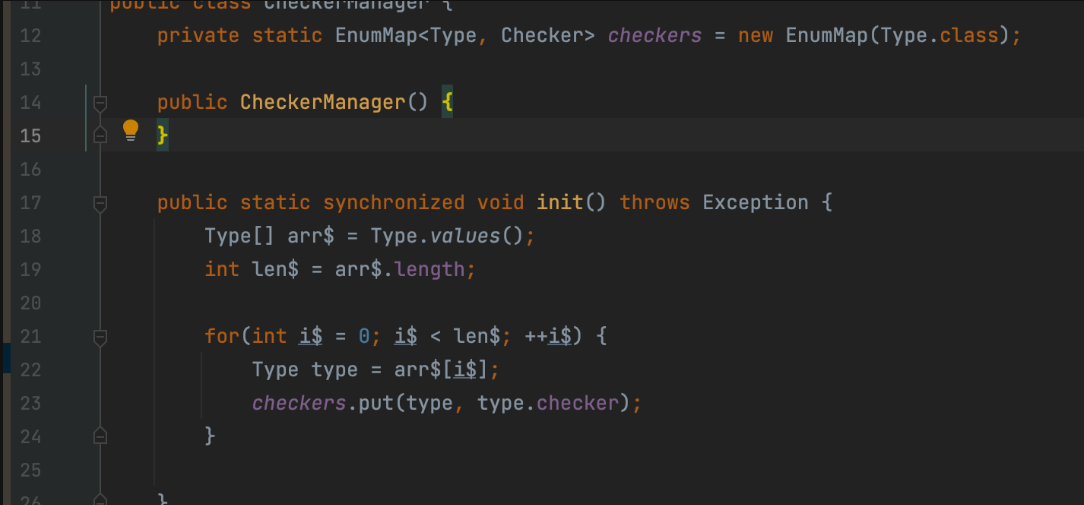 11 public class CheckerManager {
12 private static EnumMap<Type, Checker> checkers = new EnumMap(Type.class);
13
14 public CheckerManager() {
15 }
16
17 public static synchronized void init() throws Exception {
18 Type[] arr$ = Type.values();
19 int len$ = arr$.length;
20
21 for(int i$ = 0; i$ < len$; ++i$) {
22 Type type = arr$[i$];
23 checkers.put(type, type.checker);
24 }
25
26 }